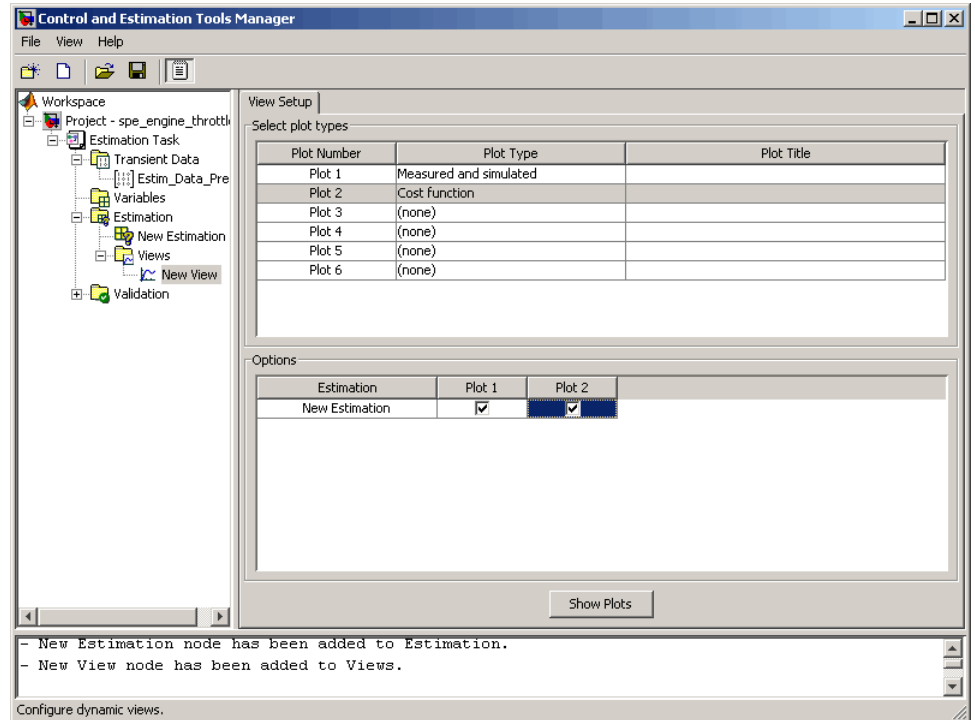 Control and Estimation Tools Manager
File View Help
Workspace
Project - spe_engine_throttl
Estimation Task
Transient Data
Estim_Data_Pre
Variables
Estimation
New Estimation
Views
New View
Validation
View Setup
Select plot types
Plot Number Plot Type Plot Title
Plot 1 Measured and simulated
Plot 2 Cost function
Plot 3 (none)
Plot 4 (none)
Plot 5 (none)
Plot 6 (none)
Options
Estimation Plot 1 Plot 2
New Estimation
Show Plots
- New Estimation node has been added to Estimation.
- New View node has been added to Views.
Configure dynamic views.